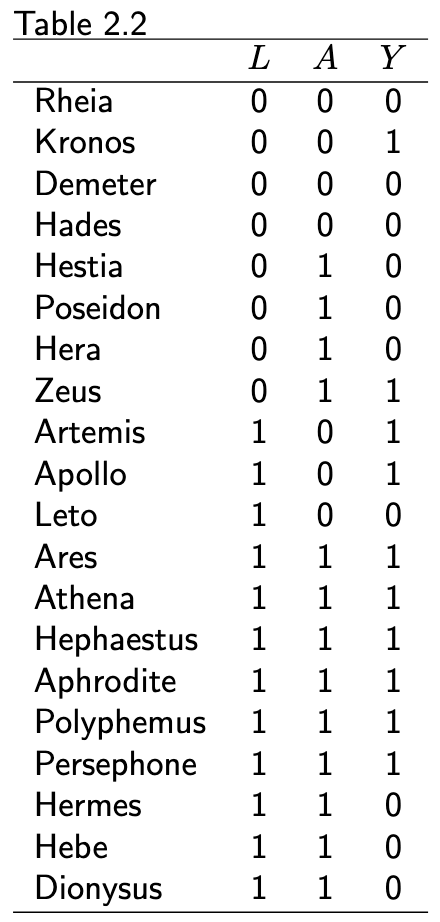 Table 2.2
L A Y
Rheia 0 0 0
Kronos 0 0 1
Demeter 0 0 0
Hades 0 0 0
Hestia 0 1 0
Poseidon 0 1 0
Hera 0 1 0
Zeus 0 1 1
Artemis 1 0 1
Apollo 1 0 1
Leto 1 0 0
Ares 1 1 1
Athena 1 1 1
Hephaestus 1 1 1
Aphrodite 1 1 1
Polyphemus 1 1 1
Persephone 1 1 1
Hermes 1 1 0
Hebe 1 1 0
Dionysus 1 1 0